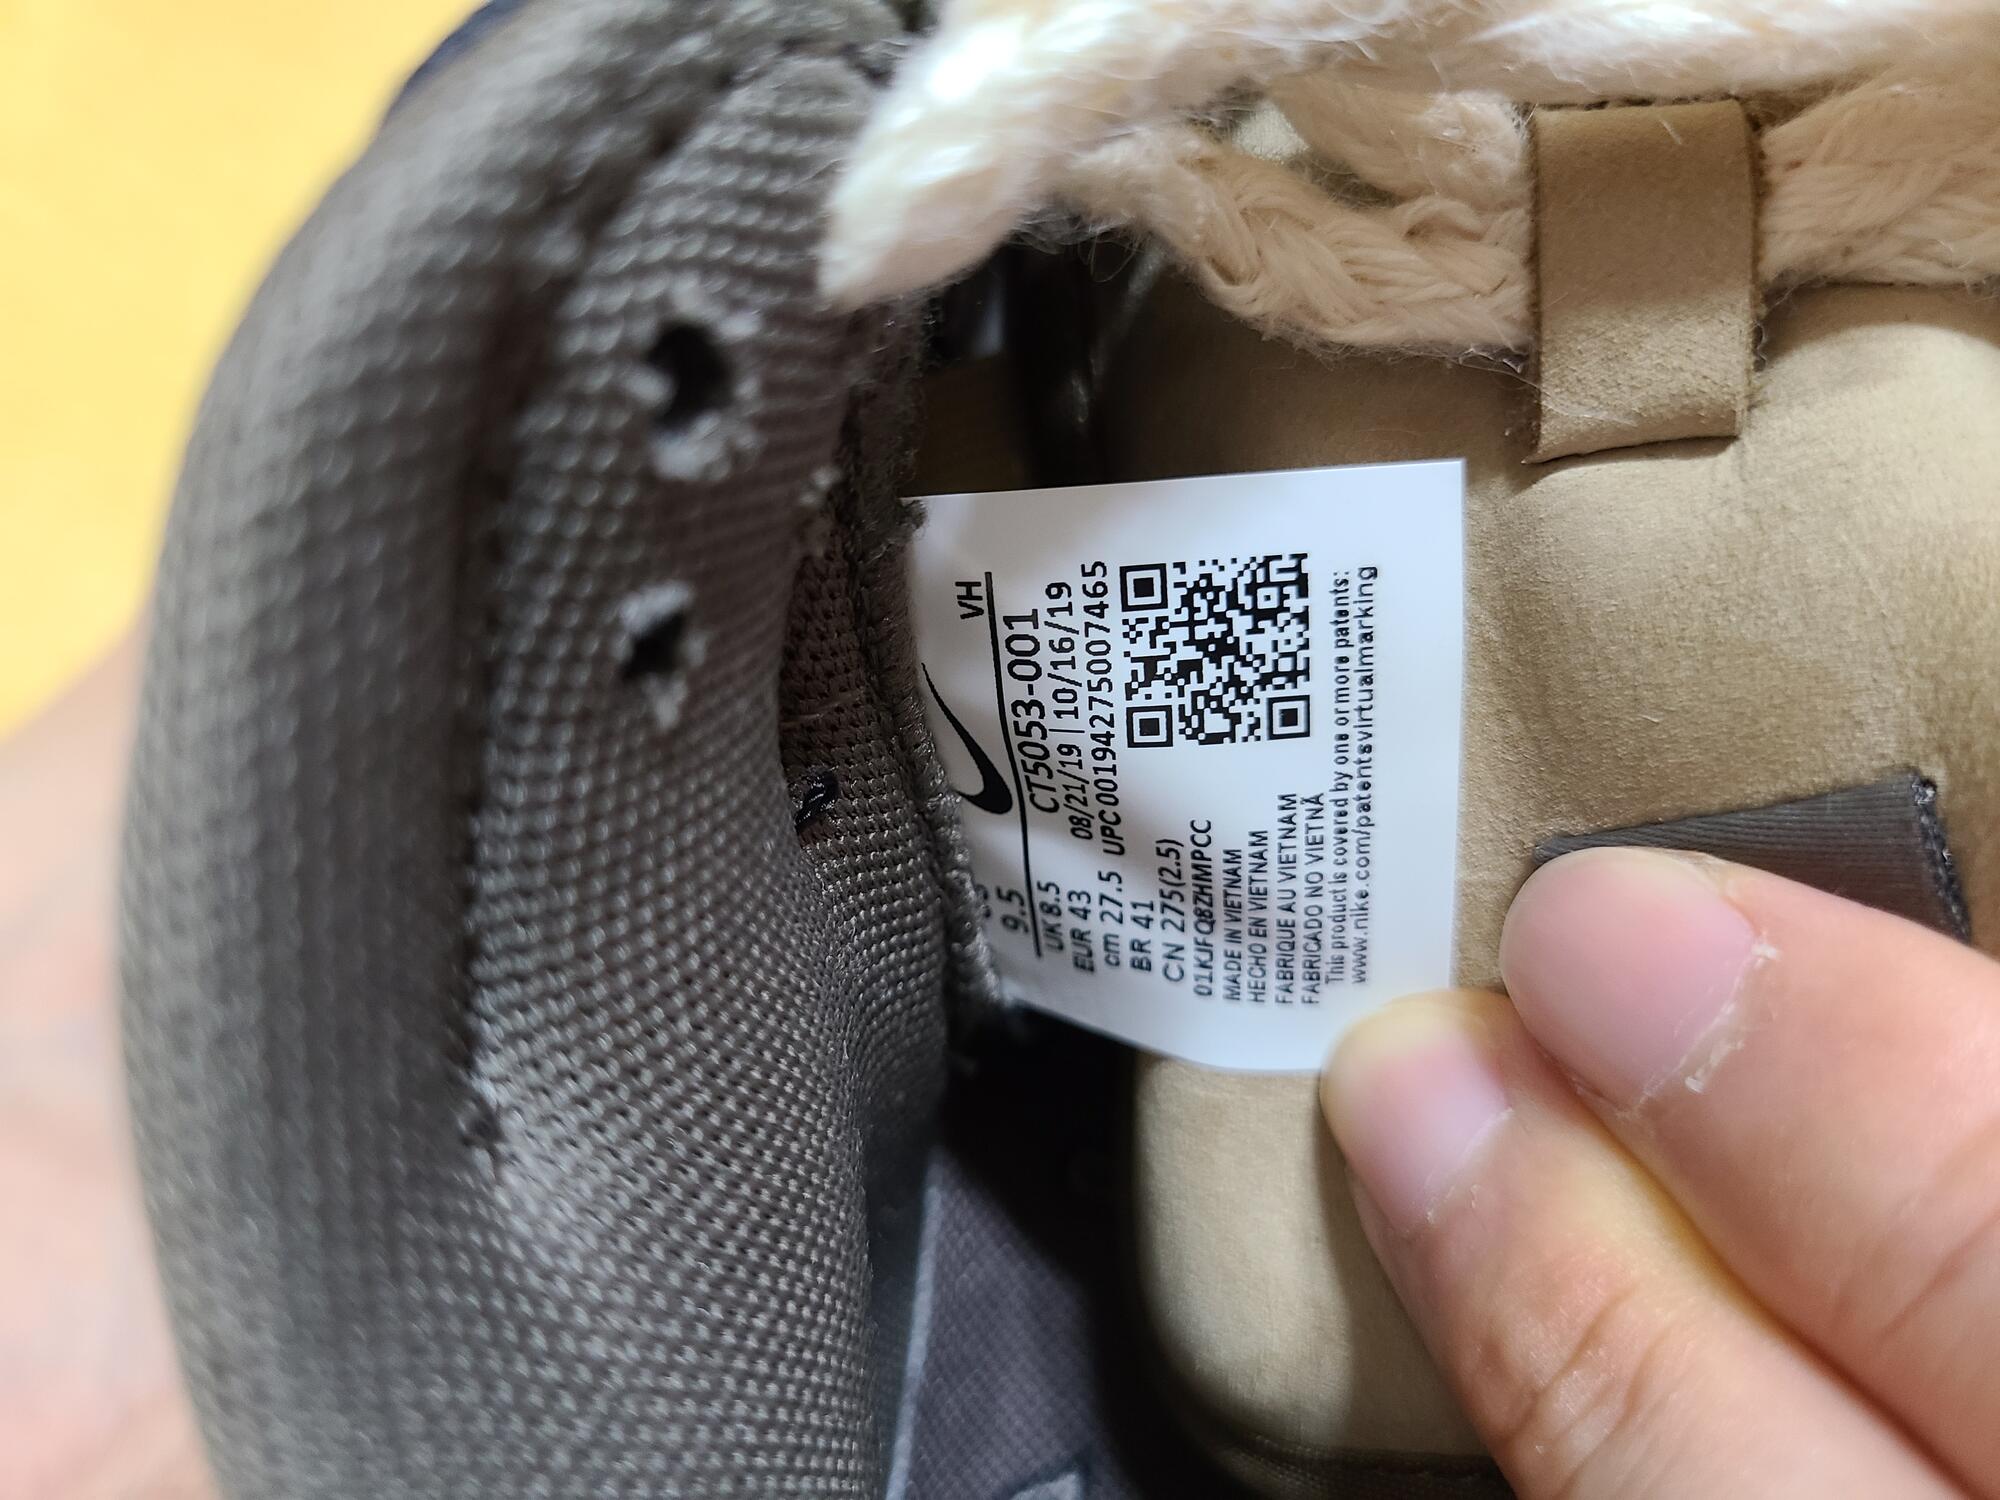 VH
9.5
CT5053-001
UK 8.5
08/21/19 | 10/16/19
EUR 43
UPC 00194275007465
cm 27.5
BR 41
CN 275(2.5)
01KJFQ8ZHMPCC
MADE IN VIETNAM
HECHO EN VIETNAM
FABRIQUE AU VIETNAM
FABRICADO NO VIETNÃ
This product is covered by one or more patents:
www.nike.com/patentsvirtualmarking